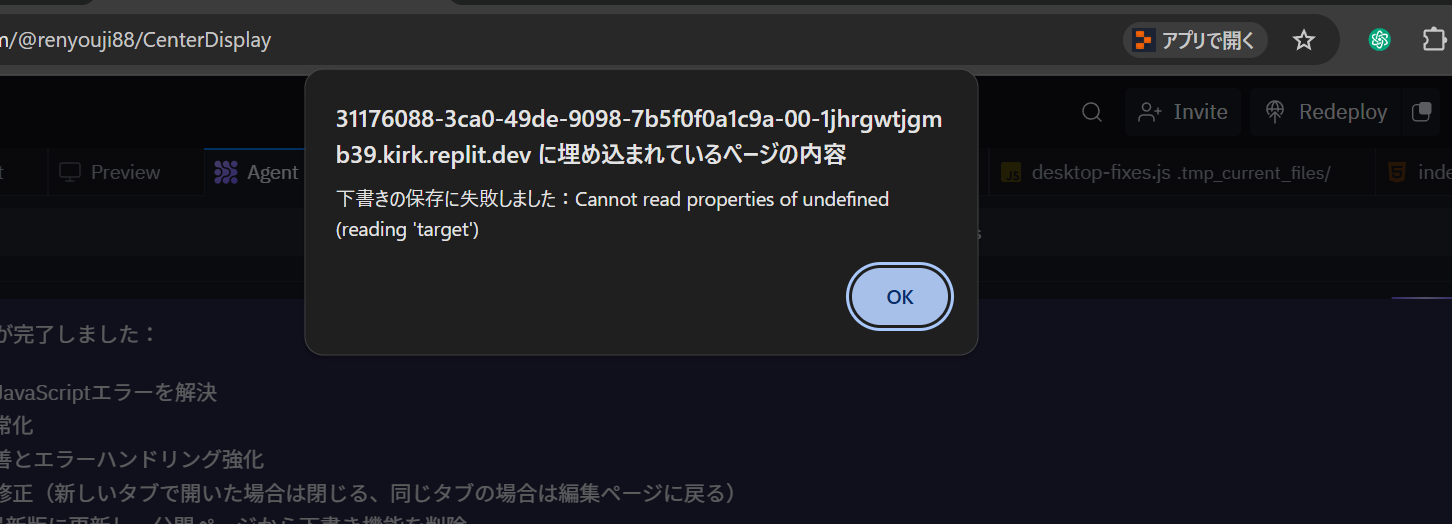 /@renyouji88/CenterDisplay
アプリで開く
31176088-3ca0-49de-9098-7b5f0f0a1c9a-00-1jhrgwtjgm
b39.kirk.replit.dev に埋め込まれているページの内容
下書きの保存に失敗しました：Cannot read properties of undefined
(reading 'target')
OK
Invite
Redeploy
Preview
Agent
JS
desktop-fixes.js .tmp_current_files/
が完了しました：
JavaScriptエラーを解決
常化
善とエラーハンドリング強化
修正（新しいタブで開いた場合は閉じる、同じタブの場合は編集ページに戻る）